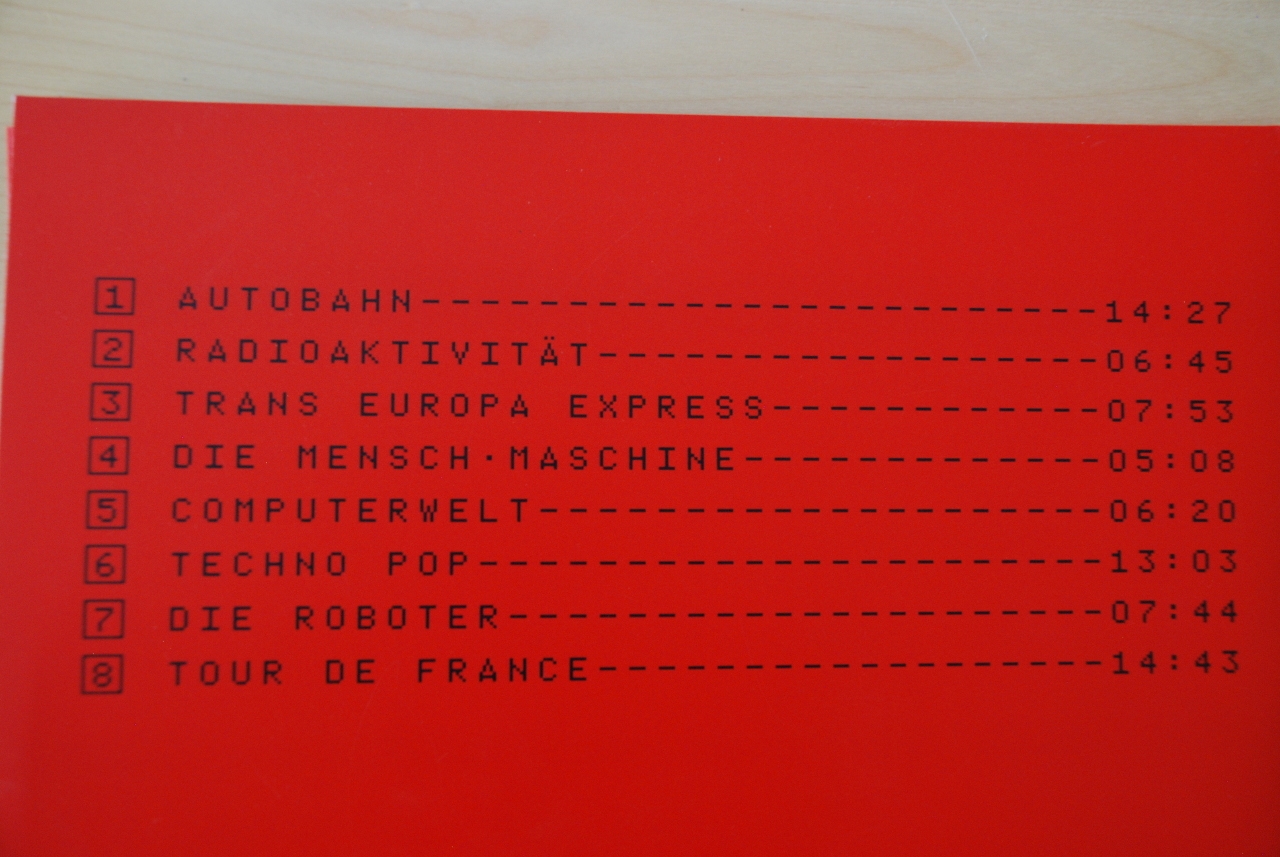 1 AUTOBAHN-----------------------14:27
2 RADIOAKTIVITÄT-----------------06:45
3 TRANS EUROPA EXPRESS-----------07:53
4 DIE MENSCH·MASCHINE------------05:08
5 COMPUTERWELT-------------------06:20
6 TECHNO POP---------------------13:03
7 DIE ROBOTER--------------------07:44
8 TOUR DE FRANCE-----------------14:43